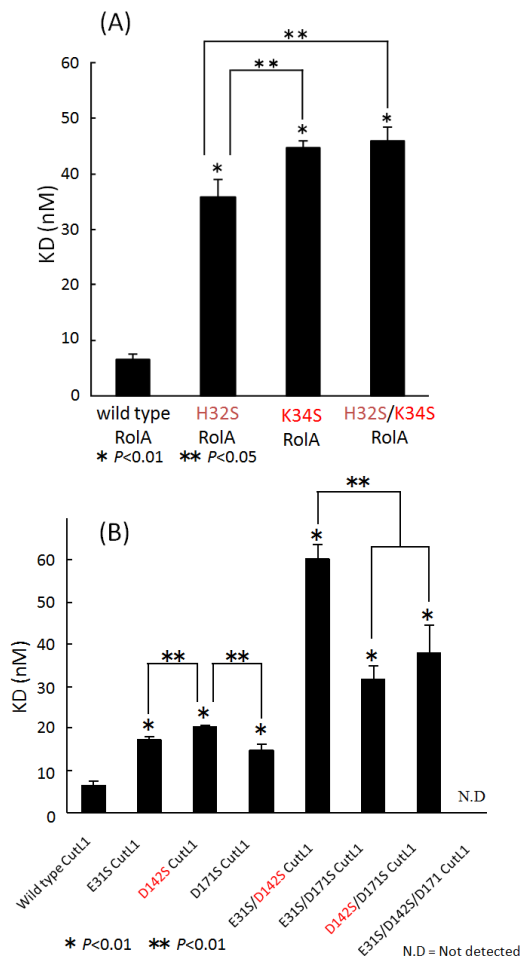 (A)
**
**
*
*
*
60
50
40
30
20
10
0
KD (nM)
wild type H32S K34S H32S/K34S
RolA RolA RolA RolA
* P<0.01 ** P<0.05
(B)
**
*
**
**
*
*
*
*
*
60
50
40
30
20
10
0
KD (nM)
N.D
Wild type CutL1
E31S CutL1
D142S CutL1
D171S CutL1
E31S/D142S CutL1
E31S/D171S CutL1
D142S/D171S CutL1
E31S/D142S/D171 CutL1
* P<0.01 ** P<0.01
N.D = Not detected